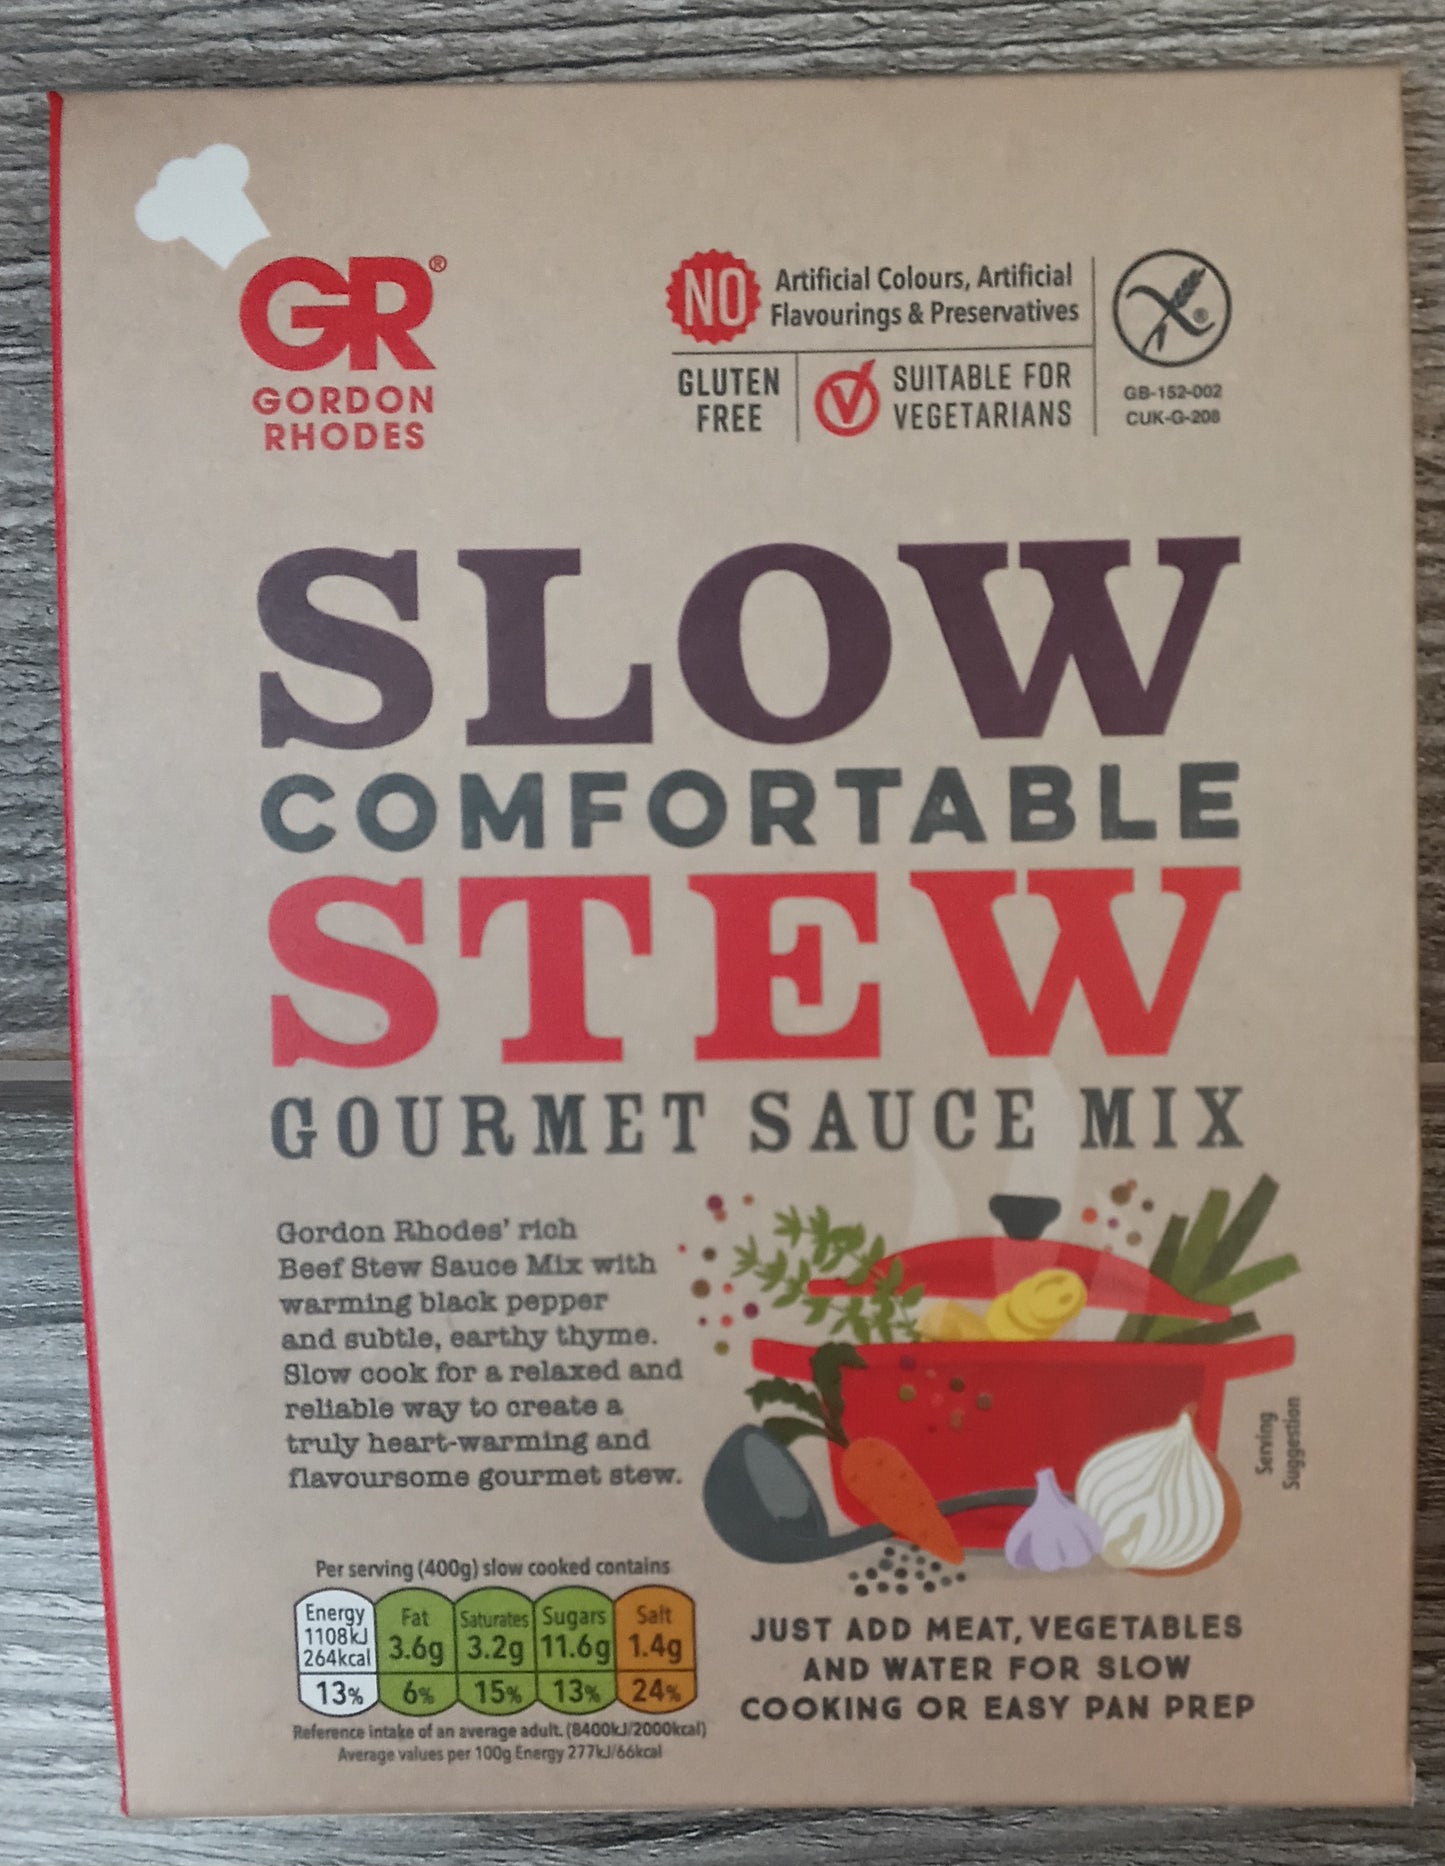 GR®
GORDON
RHODES
NO Artificial Colours, Artificial
Flavourings & Preservatives
GLUTEN
FREE
V SUITABLE FOR
VEGETARIANS
®
GB-152-002
CUK-G-208
SLOW
COMFORTABLE
STEW
GOURMET SAUCE MIX
Gordon Rhodes' rich
Beef Stew Sauce Mix with
warming black pepper
and subtle, earthy thyme.
Slow cook for a relaxed and
reliable way to create a
truly heart-warming and
flavoursome gourmet stew.
Serving
Suggestion
Per serving (400g) slow cooked contains
Energy Fat Saturates Sugars Salt
1108kJ
264kcal 3.6g 3.2g 11.6g 1.4g
13% 6% 15% 13% 24%
Reference intake of an average adult. (8400kJ/2000kcal)
Average values per 100g Energy 277kJ/66kcal
JUST ADD MEAT, VEGETABLES
AND WATER FOR SLOW
COOKING OR EASY PAN PREP